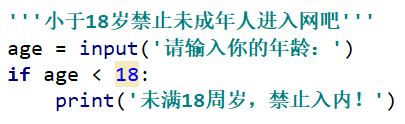 '''小于18岁禁止未成年人进入网吧'''
age = input('请输入你的年龄：')
if age < 18:
    print('未满18周岁，禁止入内！')